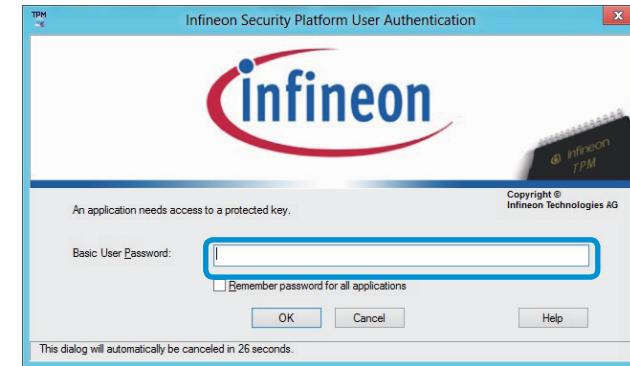 TPM
Infineon Security Platform User Authentication
x
infineon
infineon
TPM
Copyright ©
Infineon Technologies AG
An application needs access to a protected key.
Basic User Password:
Remember password for all applications
OK Cancel Help
This dialog will automatically be canceled in 26 seconds.